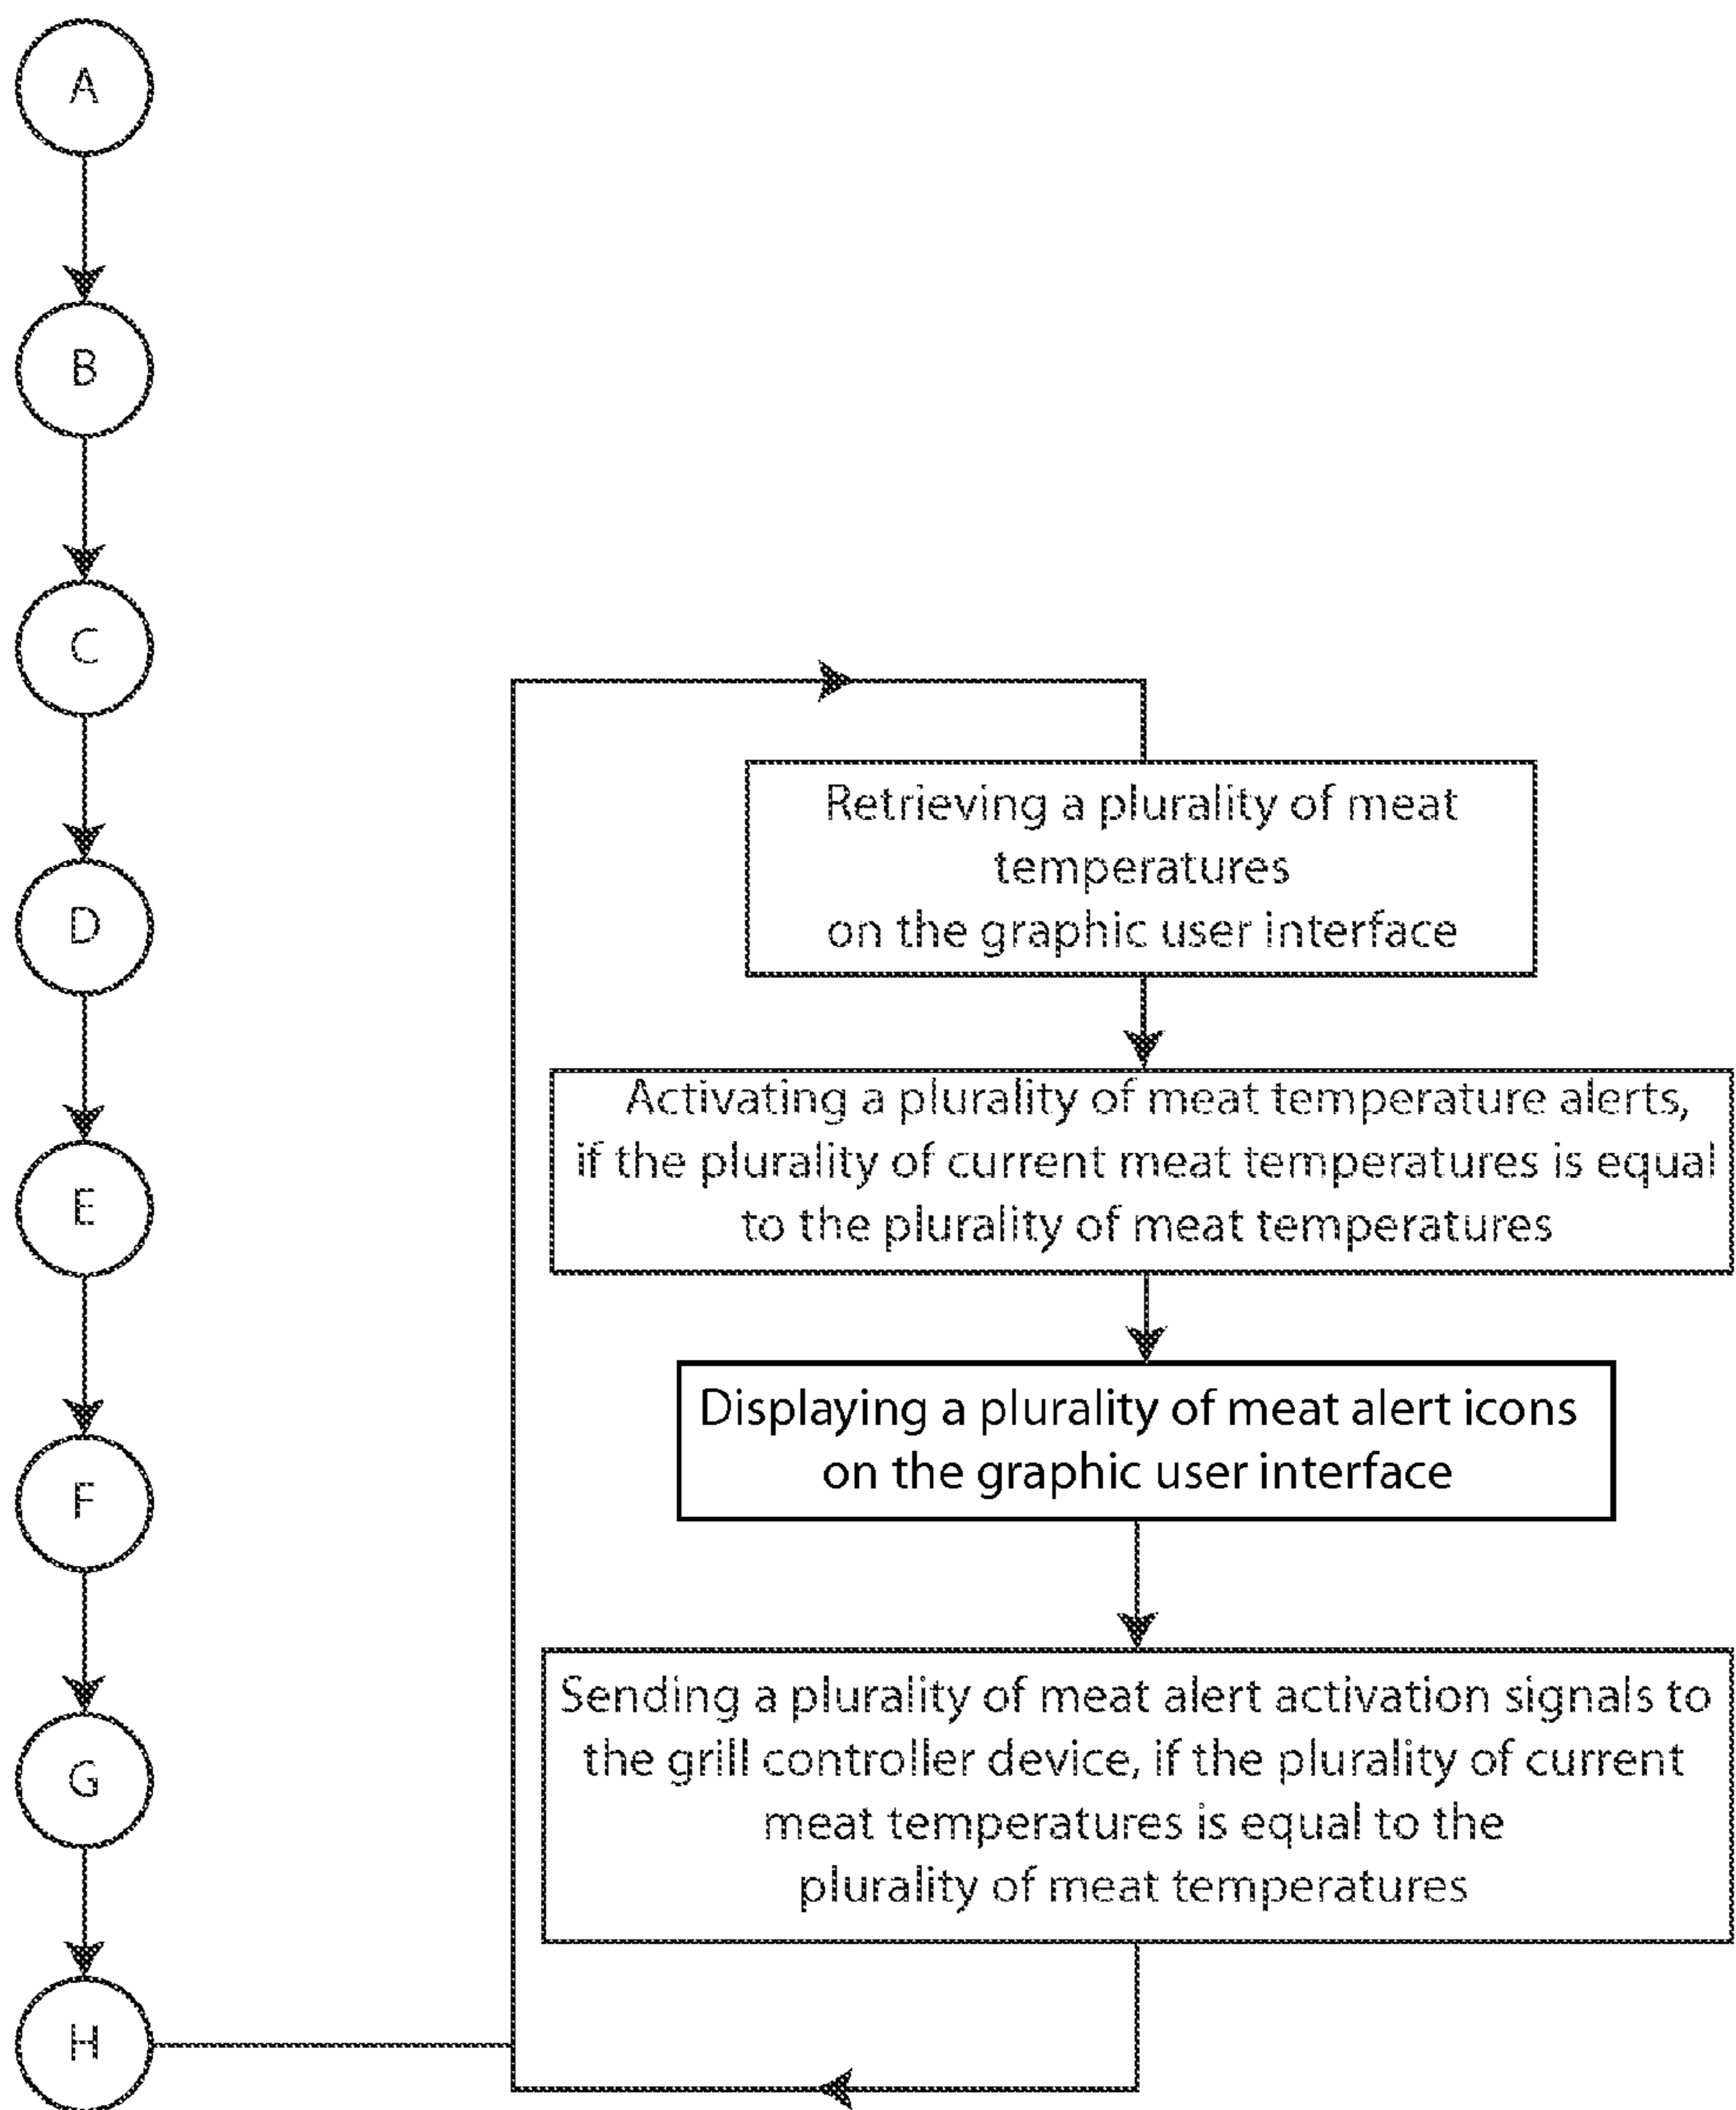 A
B
C
D
E
F
G
H
Retrieving a plurality of meat
temperatures
on the graphic user interface
Activating a plurality of meat temperature alerts,
if the plurality of current meat temperatures is equal
to the plurality of meat temperatures
Displaying a plurality of meat alert icons
on the graphic user interface
Sending a plurality of meat alert activation signals to
the grill controller device, if the plurality of current
meat temperatures is equal to the
plurality of meat temperatures